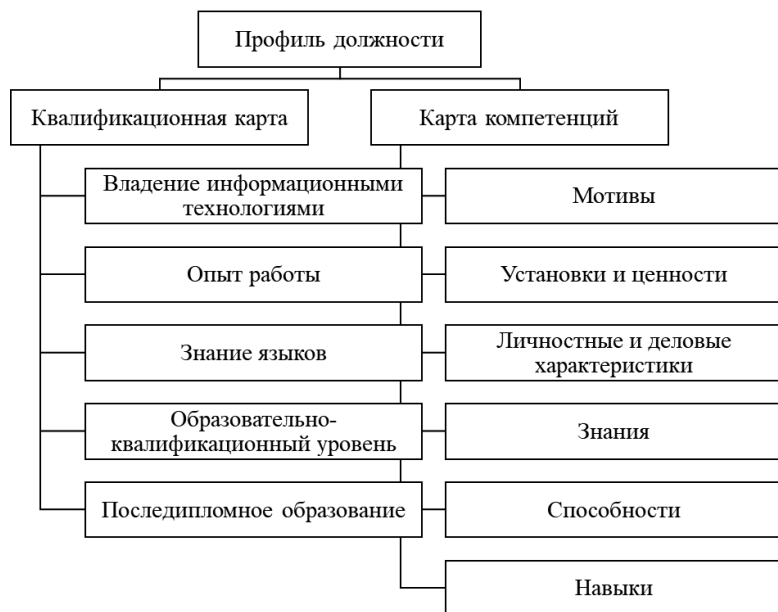 Профиль должности
Квалификационная карта
Карта компетенций
Владение информационными
технологиями
Мотивы
Опыт работы
Установки и ценности
Знание языков
Личностные и деловые
характеристики
Образовательно-
квалификационный уровень
Знания
Последипломное образование
Способности
Навыки